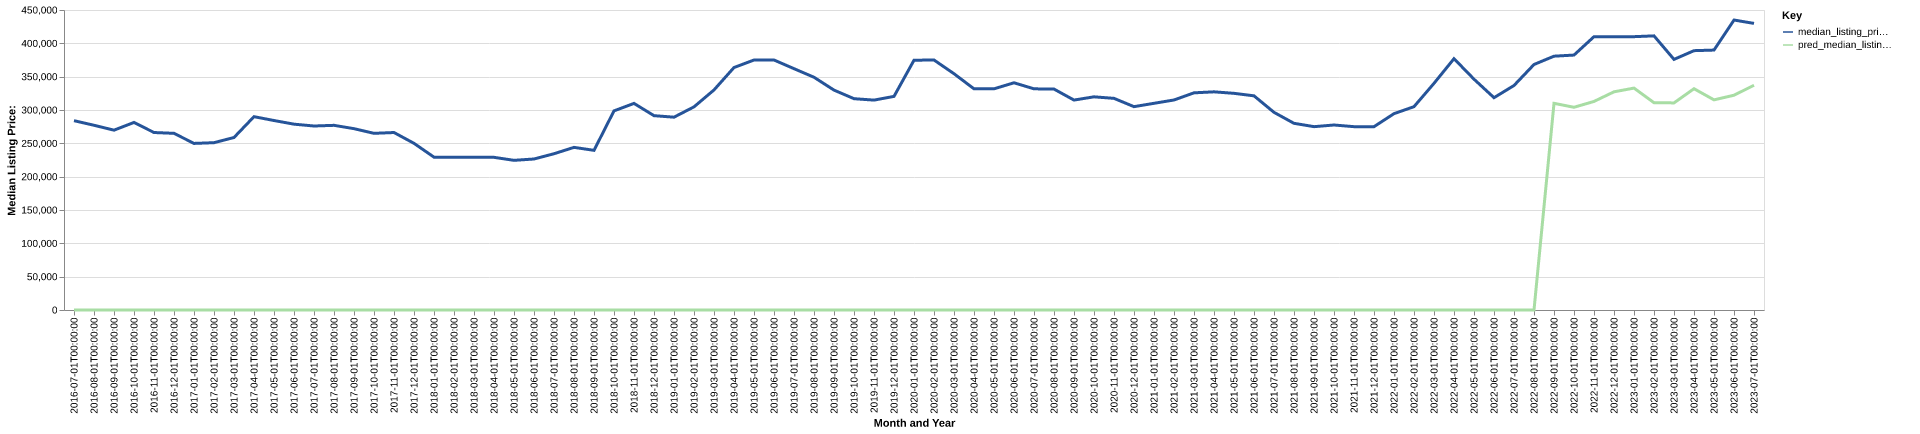 450,000
400,000
350,000
300,000
250,000
200,000
150,000
100,000
50,000
0
Median Listing Price:
2016-07-01T00:00:00
2016-08-01T00:00:00
2016-09-01T00:00:00
2016-10-01T00:00:00
2016-11-01T00:00:00
2016-12-01T00:00:00
2017-01-01T00:00:00
2017-02-01T00:00:00
2017-03-01T00:00:00
2017-04-01T00:00:00
2017-05-01T00:00:00
2017-06-01T00:00:00
2017-07-01T00:00:00
2017-08-01T00:00:00
2017-09-01T00:00:00
2017-10-01T00:00:00
2017-11-01T00:00:00
2017-12-01T00:00:00
2018-01-01T00:00:00
2018-02-01T00:00:00
2018-03-01T00:00:00
2018-04-01T00:00:00
2018-05-01T00:00:00
2018-06-01T00:00:00
2018-07-01T00:00:00
2018-08-01T00:00:00
2018-09-01T00:00:00
2018-10-01T00:00:00
2018-11-01T00:00:00
2018-12-01T00:00:00
2019-01-01T00:00:00
2019-02-01T00:00:00
2019-03-01T00:00:00
2019-04-01T00:00:00
2019-05-01T00:00:00
2019-06-01T00:00:00
2019-07-01T00:00:00
2019-08-01T00:00:00
2019-09-01T00:00:00
2019-10-01T00:00:00
2019-11-01T00:00:00
2019-12-01T00:00:00
2020-01-01T00:00:00
2020-02-01T00:00:00
2020-03-01T00:00:00
2020-04-01T00:00:00
2020-05-01T00:00:00
2020-06-01T00:00:00
2020-07-01T00:00:00
2020-08-01T00:00:00
2020-09-01T00:00:00
2020-10-01T00:00:00
2020-11-01T00:00:00
2020-12-01T00:00:00
2021-01-01T00:00:00
2021-02-01T00:00:00
2021-03-01T00:00:00
2021-04-01T00:00:00
2021-05-01T00:00:00
2021-06-01T00:00:00
2021-07-01T00:00:00
2021-08-01T00:00:00
2021-09-01T00:00:00
2021-10-01T00:00:00
2021-11-01T00:00:00
2021-12-01T00:00:00
2022-01-01T00:00:00
2022-02-01T00:00:00
2022-03-01T00:00:00
2022-04-01T00:00:00
2022-05-01T00:00:00
2022-06-01T00:00:00
2022-07-01T00:00:00
2022-08-01T00:00:00
2022-09-01T00:00:00
2022-10-01T00:00:00
2022-11-01T00:00:00
2022-12-01T00:00:00
2023-01-01T00:00:00
2023-02-01T00:00:00
2023-03-01T00:00:00
2023-04-01T00:00:00
2023-05-01T00:00:00
2023-06-01T00:00:00
2023-07-01T00:00:00
Month and Year
Key
median_listing_pri…
pred_median_listin…